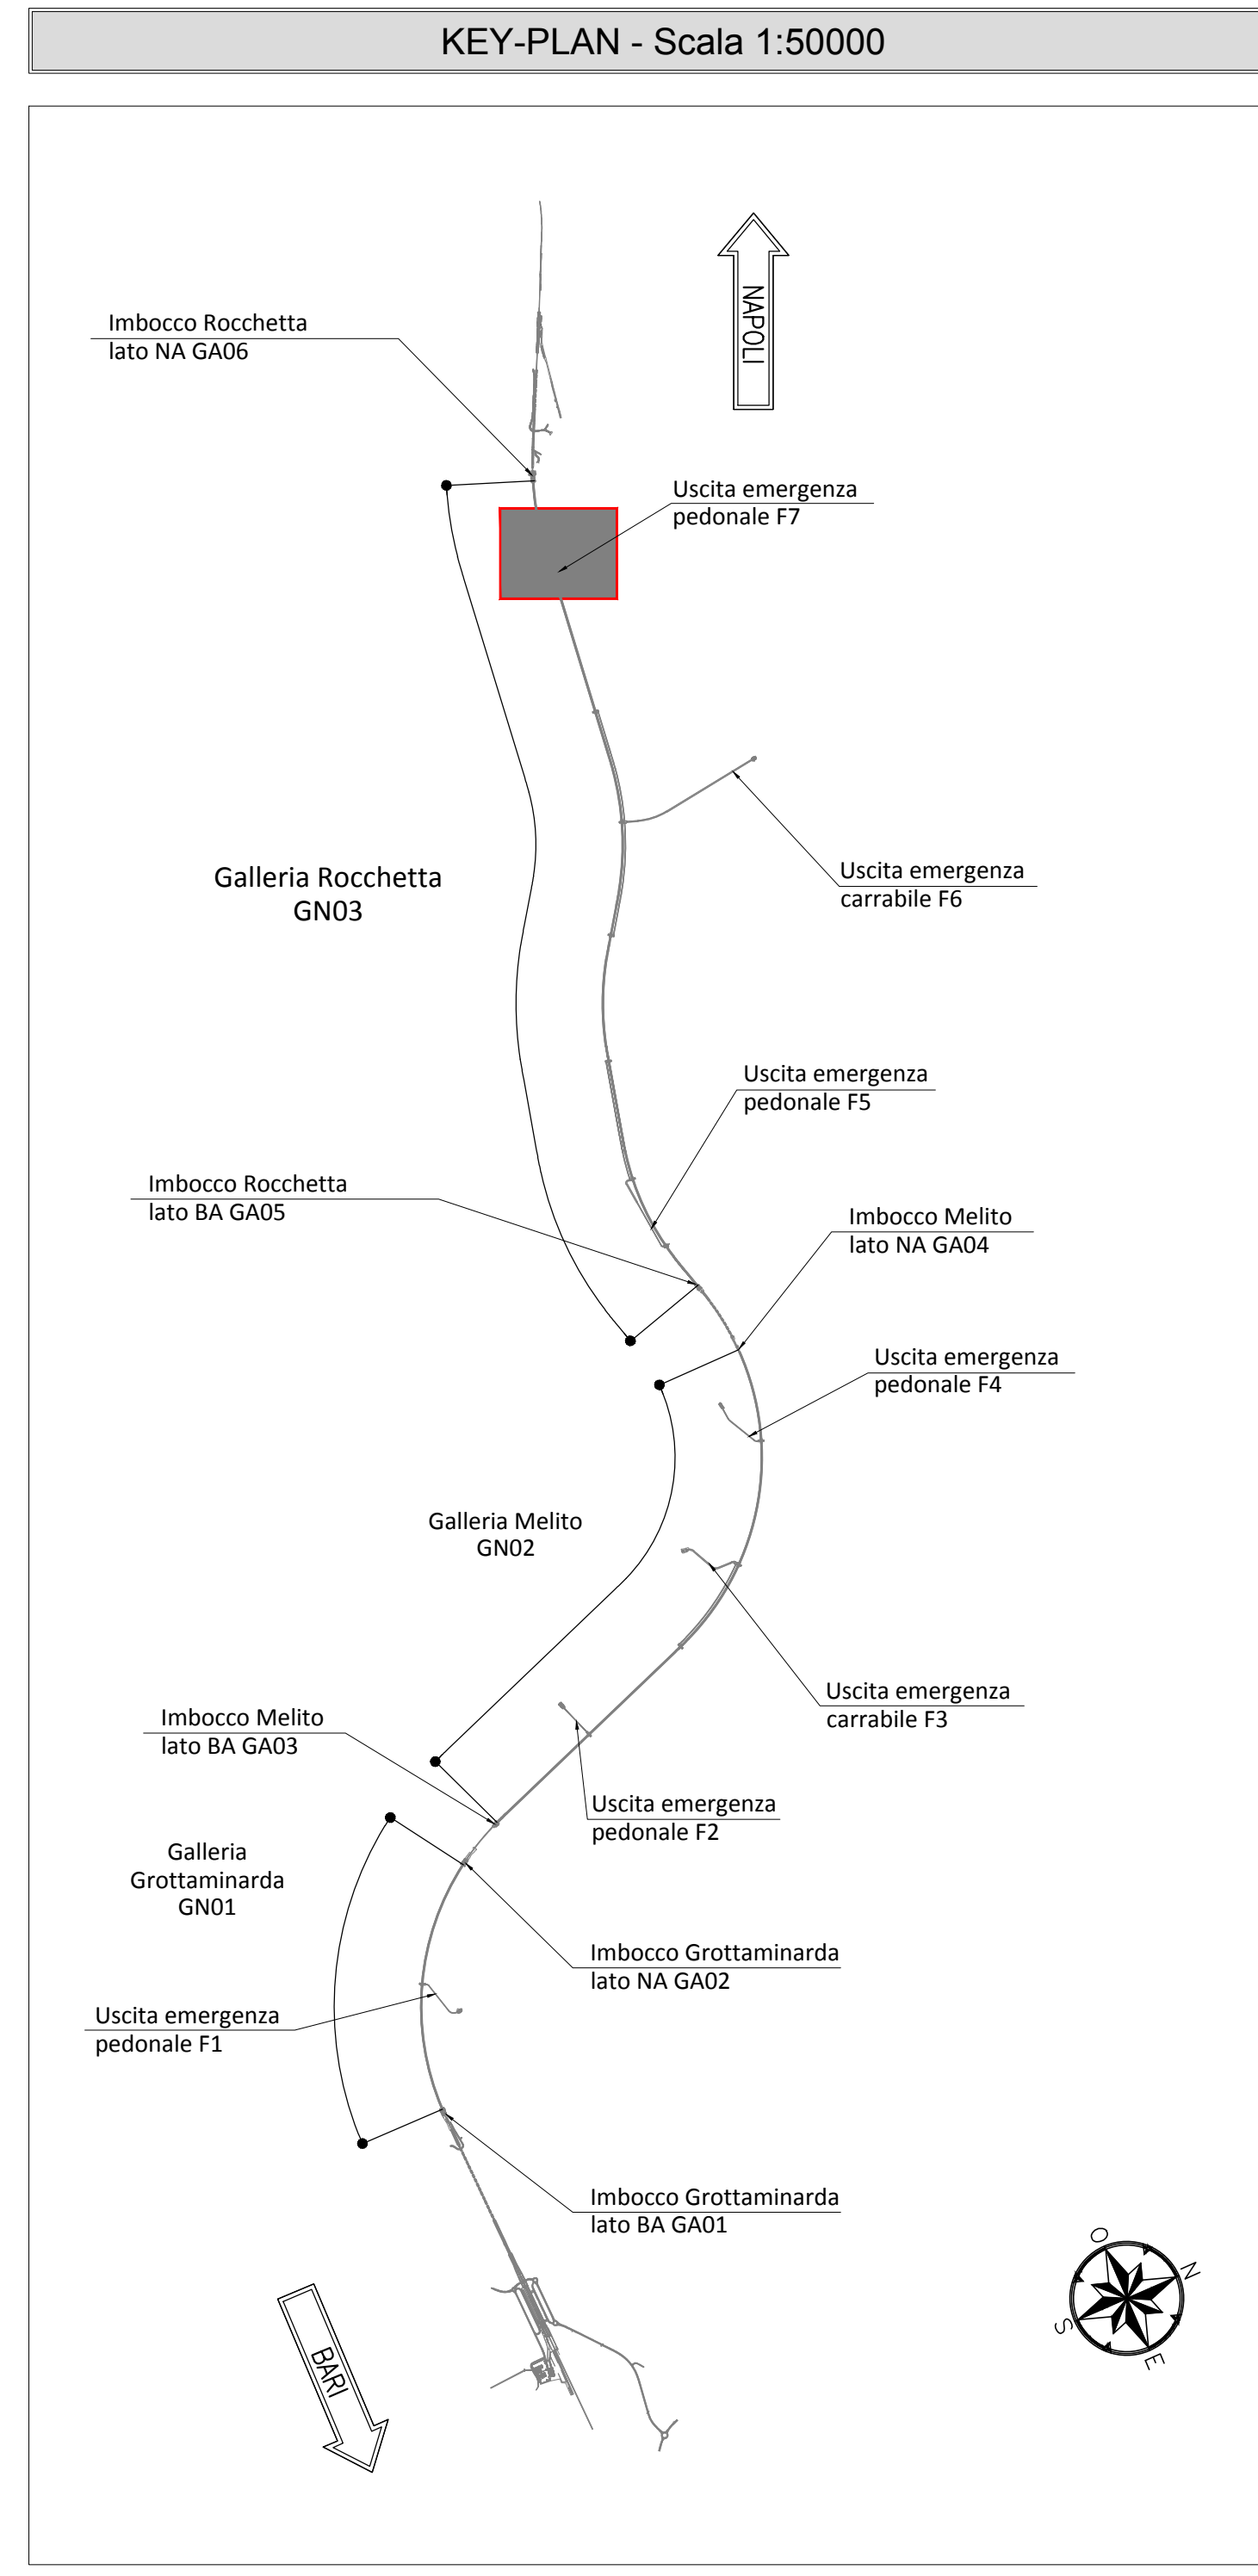 KEY-PLAN - Scala 1:50000
NAPOLI
Imbocco Rocchetta
lato NA GA06
Uscita emergenza
pedonale F7
Uscita emergenza
carrabile F6
Galleria Rocchetta
GN03
Uscita emergenza
pedonale F5
Imbocco Rocchetta
lato BA GA05
Imbocco Melito
lato NA GA04
Uscita emergenza
pedonale F4
Galleria Melito
GN02
Uscita emergenza
carrabile F3
Imbocco Melito
lato BA GA03
Uscita emergenza
pedonale F2
Galleria
Grottaminarda
GN01
Imbocco Grottaminarda
lato NA GA02
Uscita emergenza
pedonale F1
Imbocco Grottaminarda
lato BA GA01
O
N
S
E
BARI